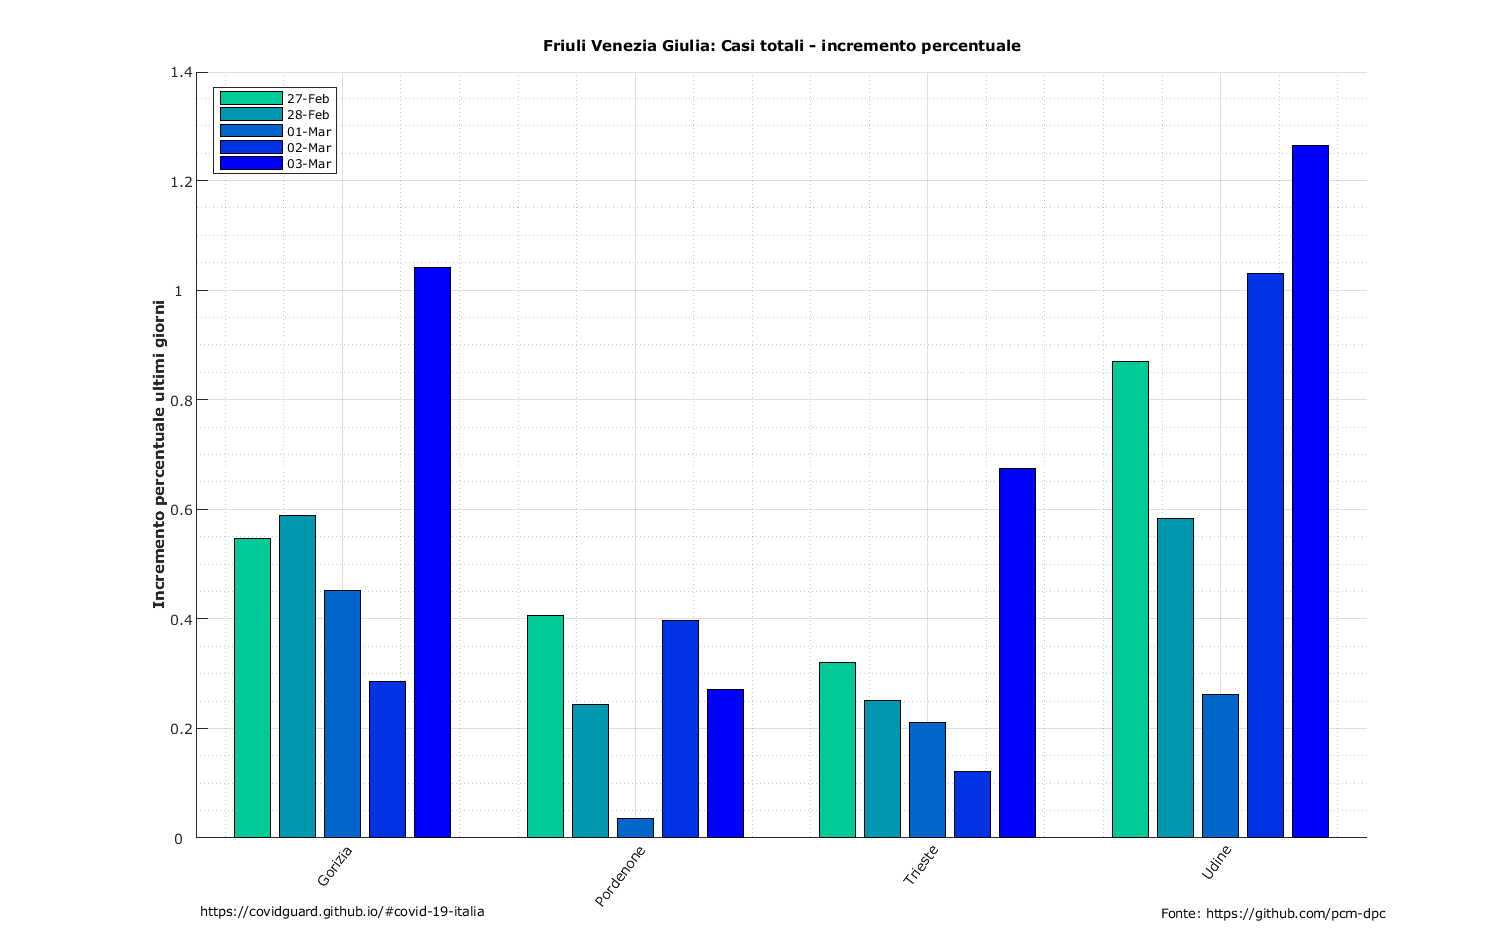 Friuli Venezia Giulia: Casi totali - incremento percentuale
27-Feb
28-Feb
01-Mar
02-Mar
03-Mar
Incremento percentuale ultimi giorni
1.4
1.2
1
0.8
0.6
0.4
0.2
0
Gorizia
Pordenone
Trieste
Udine
https://covidguard.github.io/#covid-19-italia
Fonte: https://github.com/pcm-dpc